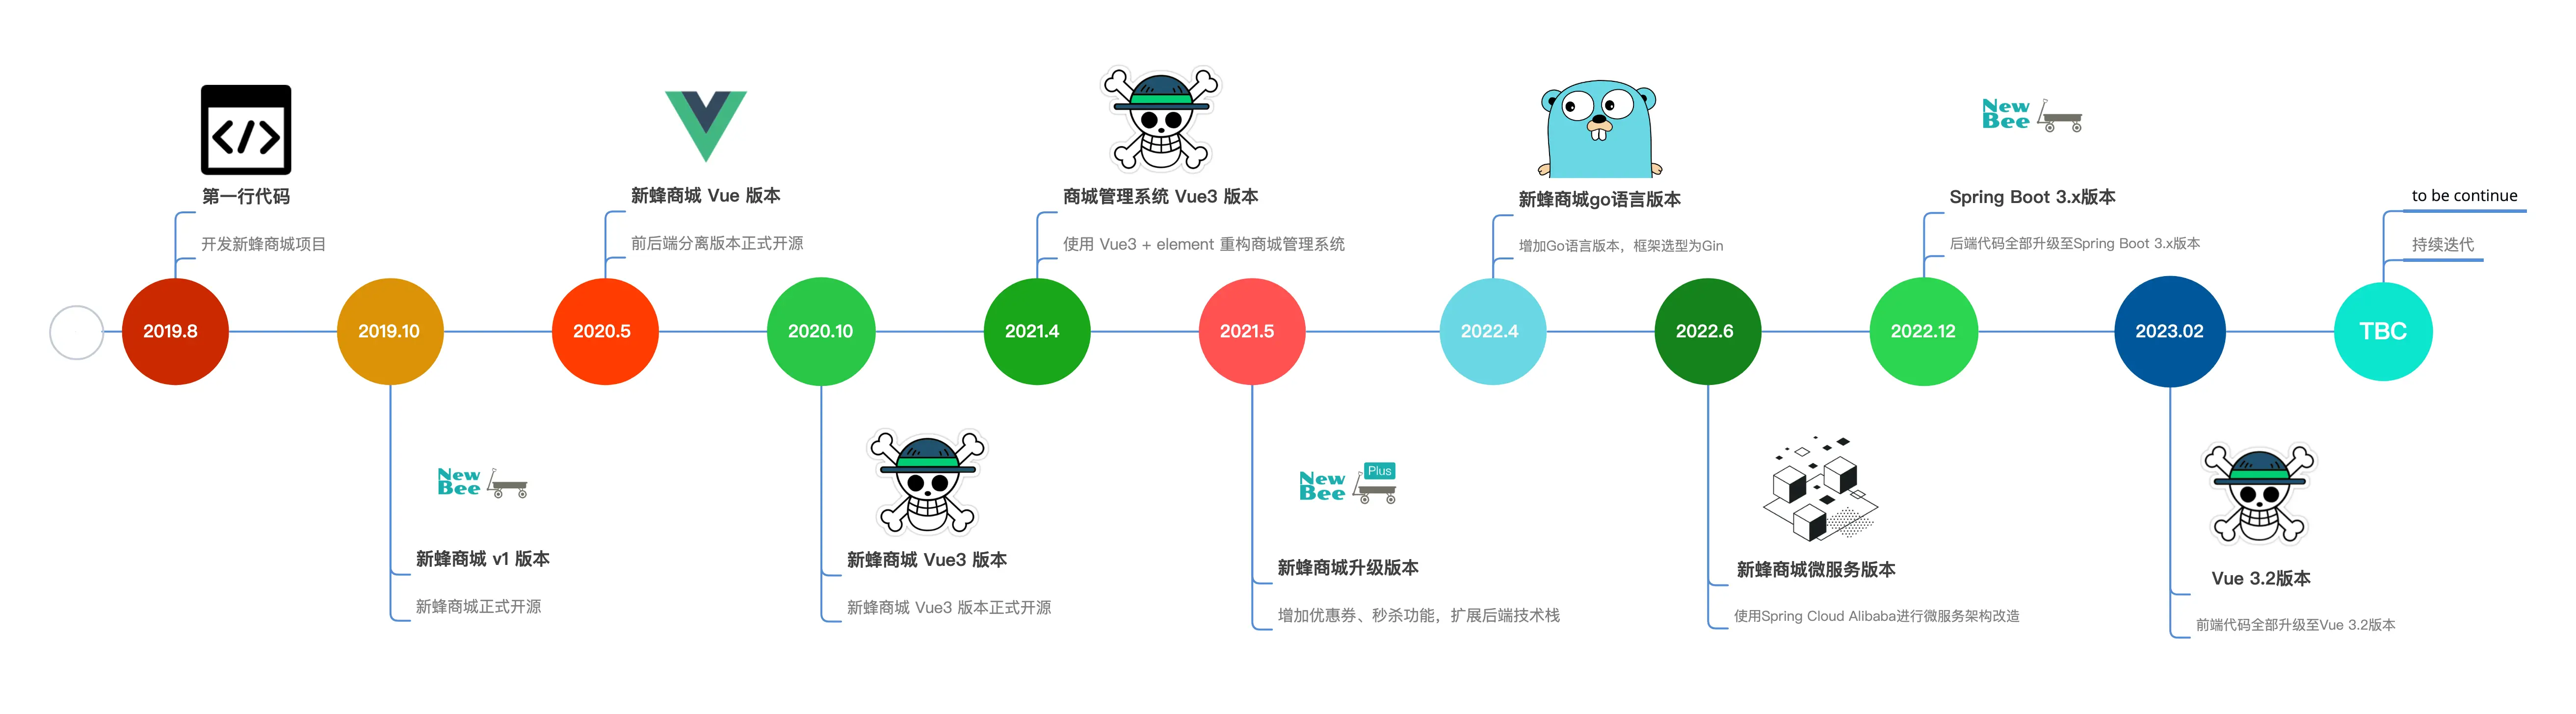 第一行代码
开发新蜂商城项目
2019.8
2019.10
New
Bee
新蜂商城 v1 版本
新蜂商城正式开源
新蜂商城 Vue 版本
前后端分离版本正式开源
2020.5
2020.10
新蜂商城 Vue3 版本
新蜂商城 Vue3 版本正式开源
商城管理系统 Vue3 版本
使用 Vue3 + element 重构商城管理系统
2021.4
2021.5
Plus
New
Bee
新蜂商城升级版本
增加优惠券、秒杀功能，扩展后端技术栈
新蜂商城go语言版本
增加Go语言版本，框架选型为Gin
2022.4
2022.6
新蜂商城微服务版本
使用Spring Cloud Alibaba进行微服务架构改造
New
Bee
Spring Boot 3.x版本
后端代码全部升级至Spring Boot 3.x版本
2022.12
2023.02
Vue 3.2版本
前端代码全部升级至Vue 3.2版本
to be continue
持续迭代
TBC